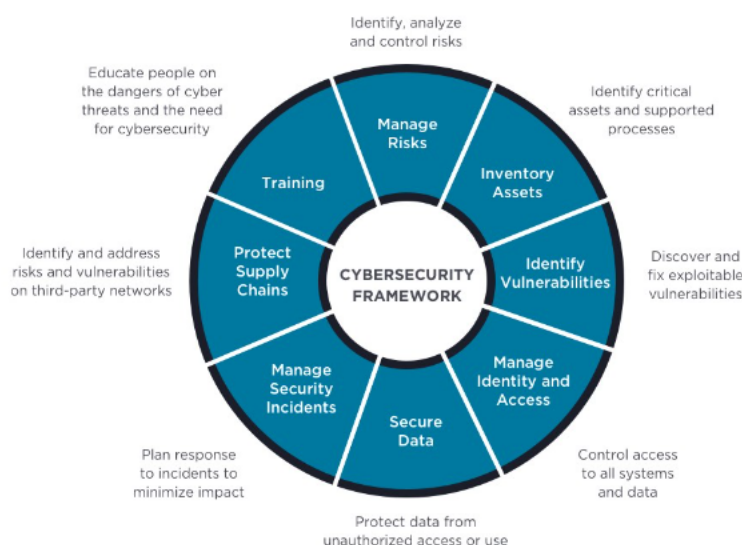 Identify, analyze
and control risks
Educate people on
the dangers of cyber
threats and the need
for cybersecurity
Identify critical
assets and supported
processes
Manage
Risks
Training
Inventory
Assets
Identify and address
risks and vulnerabilities
on third-party networks
Protect
Supply
Chains
CYBERSECURITY
FRAMEWORK
Identify
Vulnerabilities
Discover and
fix exploitable
vulnerabilities
Manage
Security
Incidents
Secure
Data
Manage
Identity and
Access
Plan response
to incidents to
minimize impact
Control access
to all systems
and data
Protect data from
unauthorized access or use